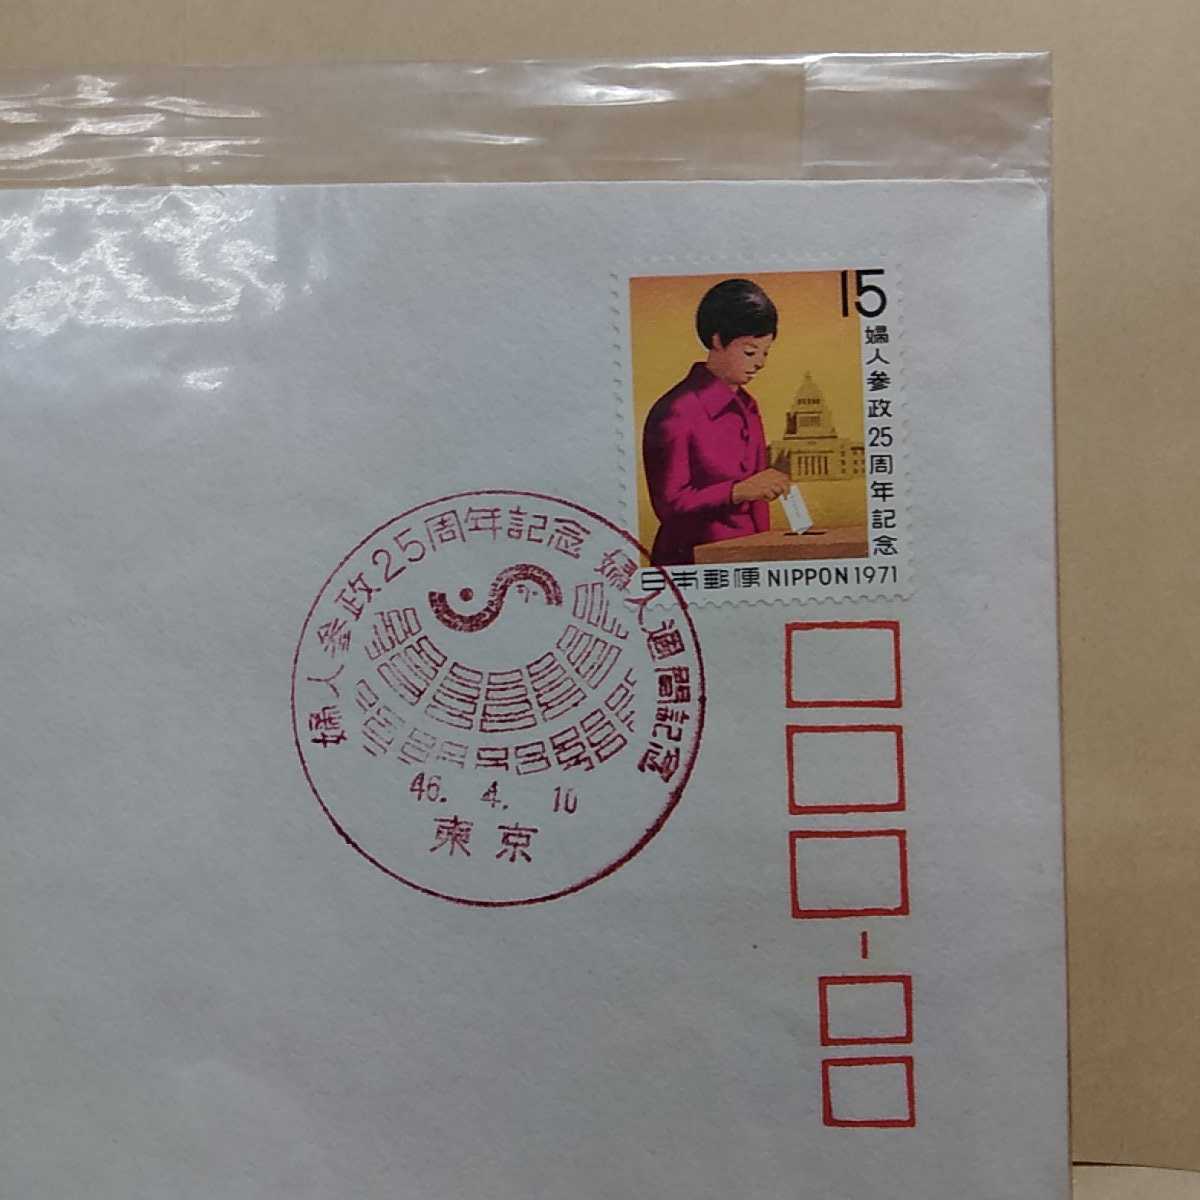 15
婦人参政25周年記念
日本郵便 NIPPON 1971
婦人参政25周年記念 婦人週間記念
46. 4. 10
東京